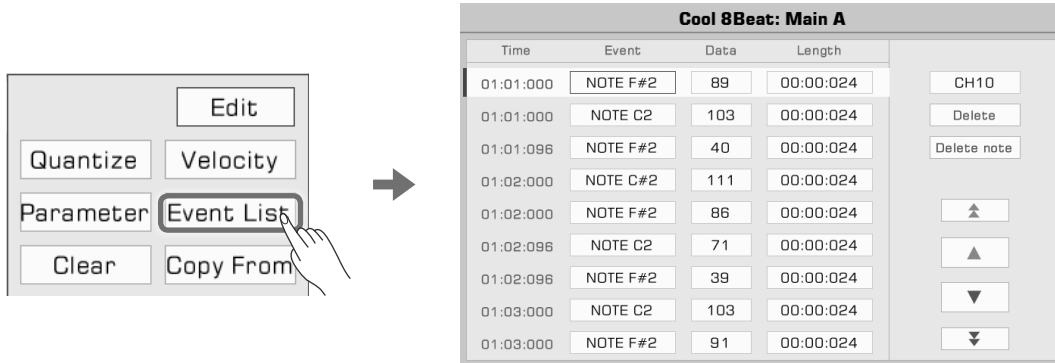 Edit
Quantize Velocity
Parameter Event List
Clear Copy From
Cool 8Beat: Main A
Time Event Data Length
01:01:000 NOTE F#2 89 00:00:024 CH10
01:01:000 NOTE C2 103 00:00:024 Delete
01:01:096 NOTE F#2 40 00:00:024 Delete note
01:02:000 NOTE C#2 111 00:00:024
01:02:000 NOTE F#2 86 00:00:024
01:02:096 NOTE C2 71 00:00:024
01:02:096 NOTE F#2 39 00:00:024
01:03:000 NOTE C2 103 00:00:024
01:03:000 NOTE F#2 91 00:00:024